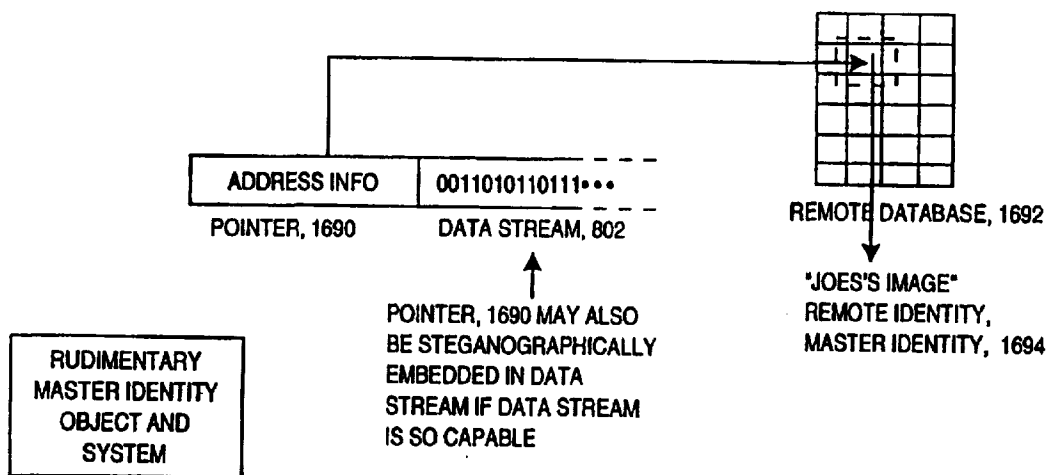 ADDRESS INFO
0011010110111•••
POINTER, 1690
DATA STREAM, 802
REMOTE DATABASE, 1692
"JOES'S IMAGE"
REMOTE IDENTITY,
MASTER IDENTITY, 1694
POINTER, 1690 MAY ALSO
BE STEGANOGRAPHICALLY
EMBEDDED IN DATA
STREAM IF DATA STREAM
IS SO CAPABLE
RUDIMENTARY
MASTER IDENTITY
OBJECT AND
SYSTEM